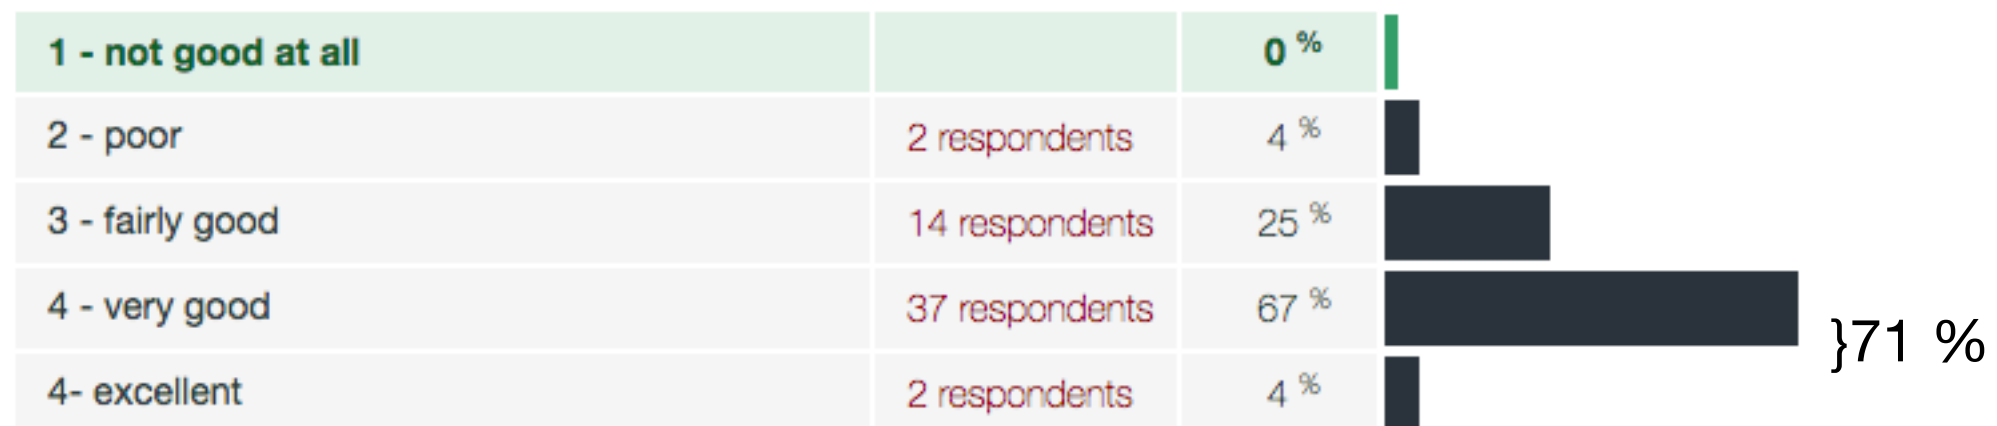 1 - not good at all 0 %
2 - poor 2 respondents 4 %
3 - fairly good 14 respondents 25 %
4 - very good 37 respondents 67 %
}71 %
4- excellent 2 respondents 4 %